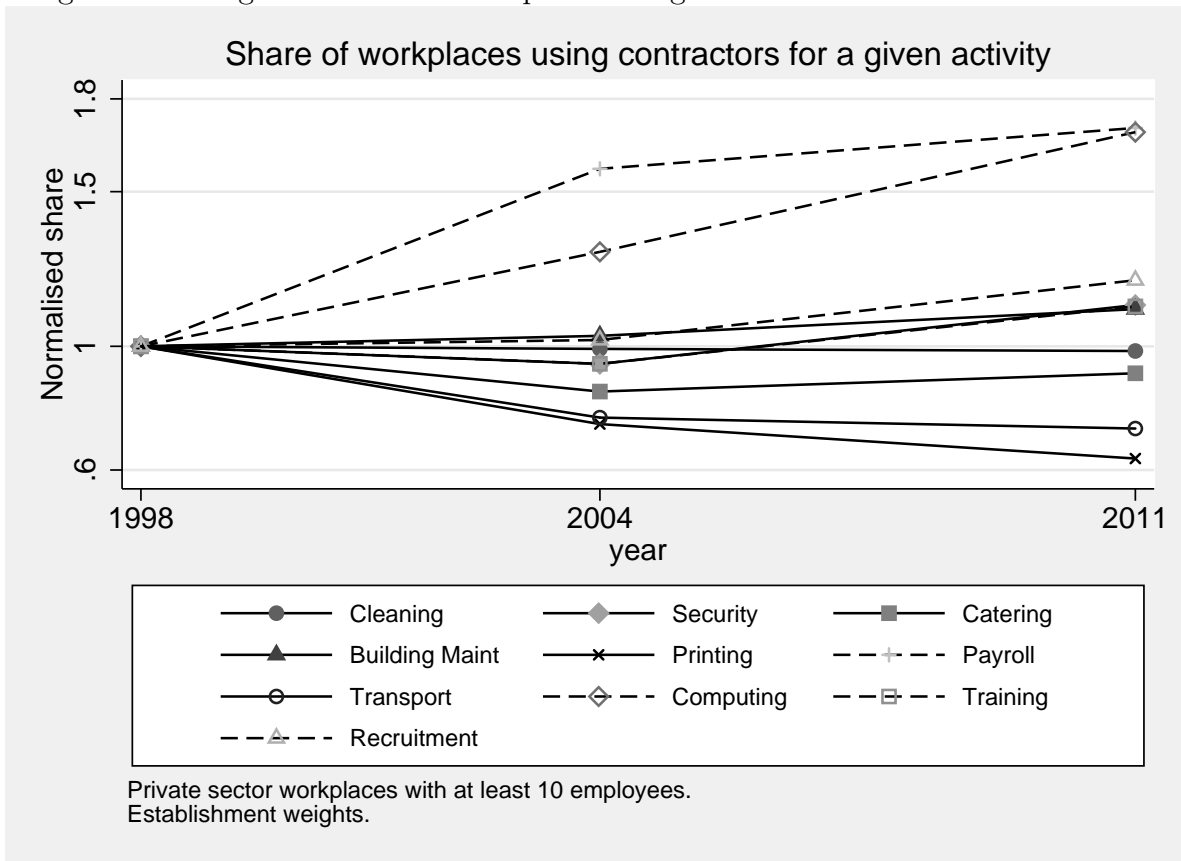 Share of workplaces using contractors for a given activity
1.8
1.5
1
.6
Normalised share
1998 2004 2011
year
Cleaning Security Catering
Building Maint Printing Payroll
Transport Computing Training
Recruitment
Private sector workplaces with at least 10 employees.
Establishment weights.